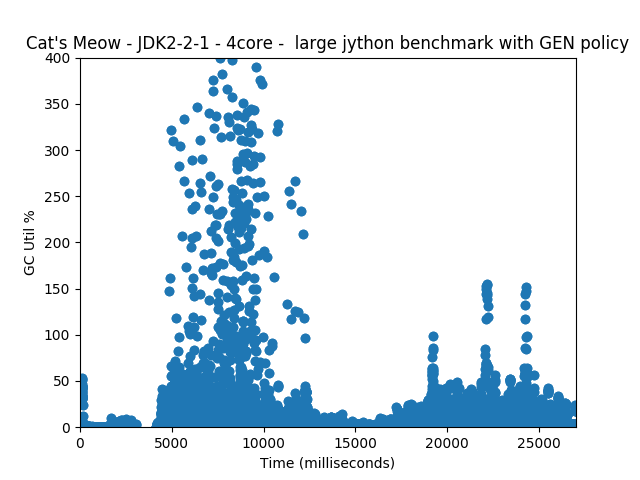 Cat's Meow - JDK2-2-1 - 4core -  large jython benchmark with GEN policy
400
350
300
250
200
150
100
50
0
GC Util %
0 5000 10000 15000 20000 25000
Time (milliseconds)